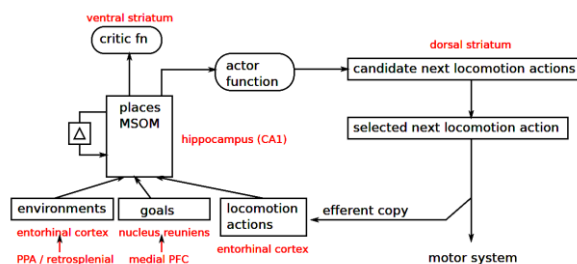 ventral striatum
critic fn
actor
function
dorsal striatum
candidate next locomotion actions
places
MSOM
Δ
hippocampus (CA1)
selected next locomotion action
environments
goals
locomotion
actions
efferent copy
entorhinal cortex
nucleus reuniens
entorhinal cortex
PPA / retrosplenial
medial PFC
motor system